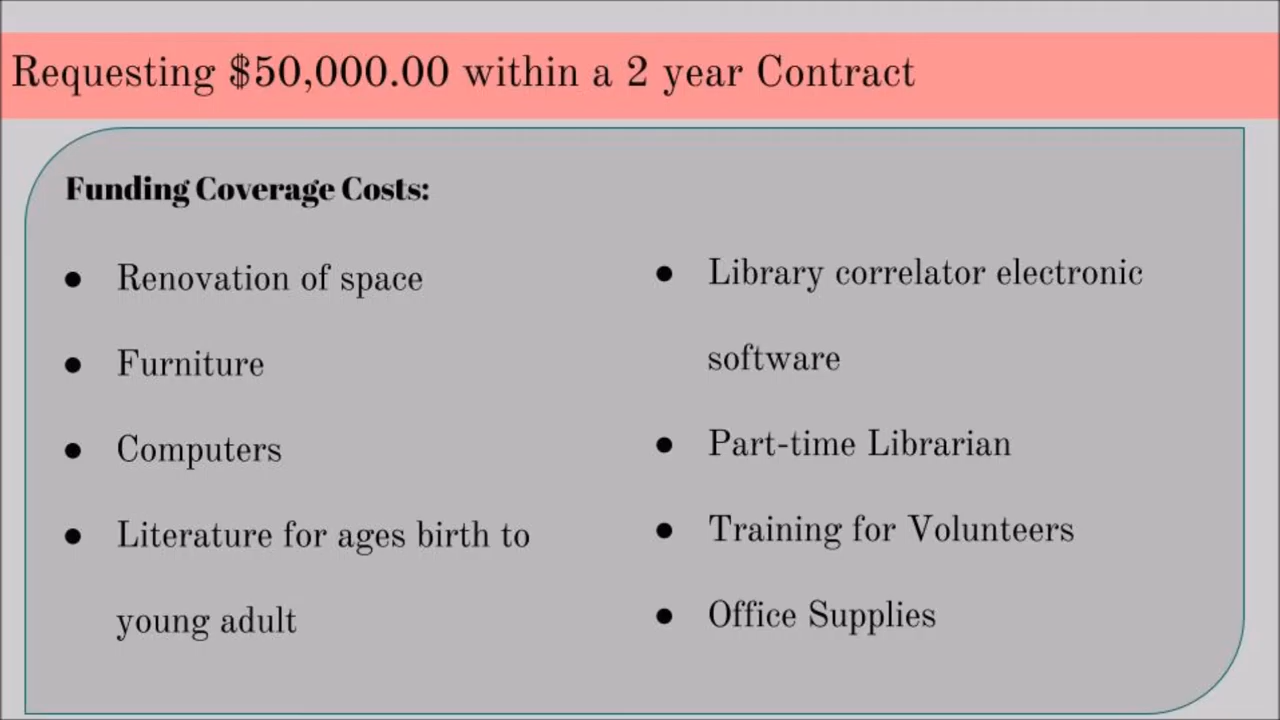 Requesting $50,000.00 within a 2 year Contract
Funding Coverage Costs:
● Renovation of space
● Furniture
● Computers
● Literature for ages birth to
young adult
● Library correlator electronic
software
● Part-time Librarian
● Training for Volunteers
● Office Supplies